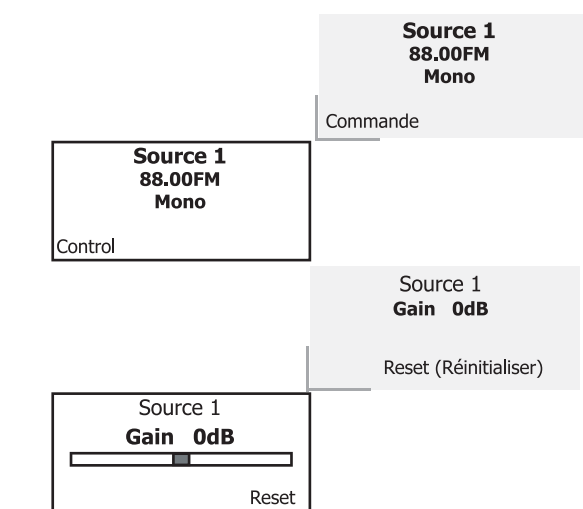 Source 1
88.00FM
Mono
Commande
Source 1
88.00FM
Mono
Control
Source 1
Gain 0dB
Reset (Réinitialiser)
Source 1
Gain 0dB
Reset